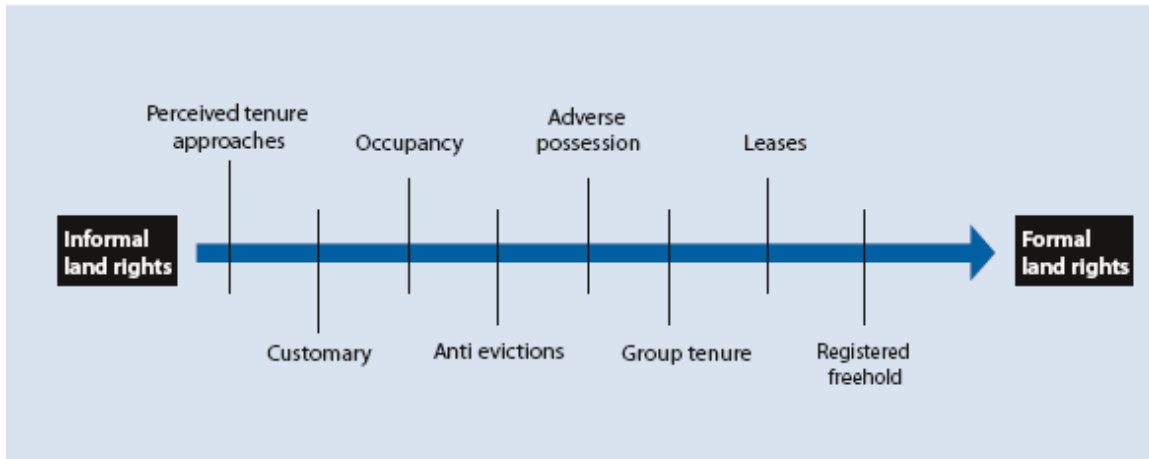 Perceived tenure
approaches
Occupancy
Adverse
possession
Leases
Informal
land rights
Formal
land rights
Customary
Anti evictions
Group tenure
Registered
freehold